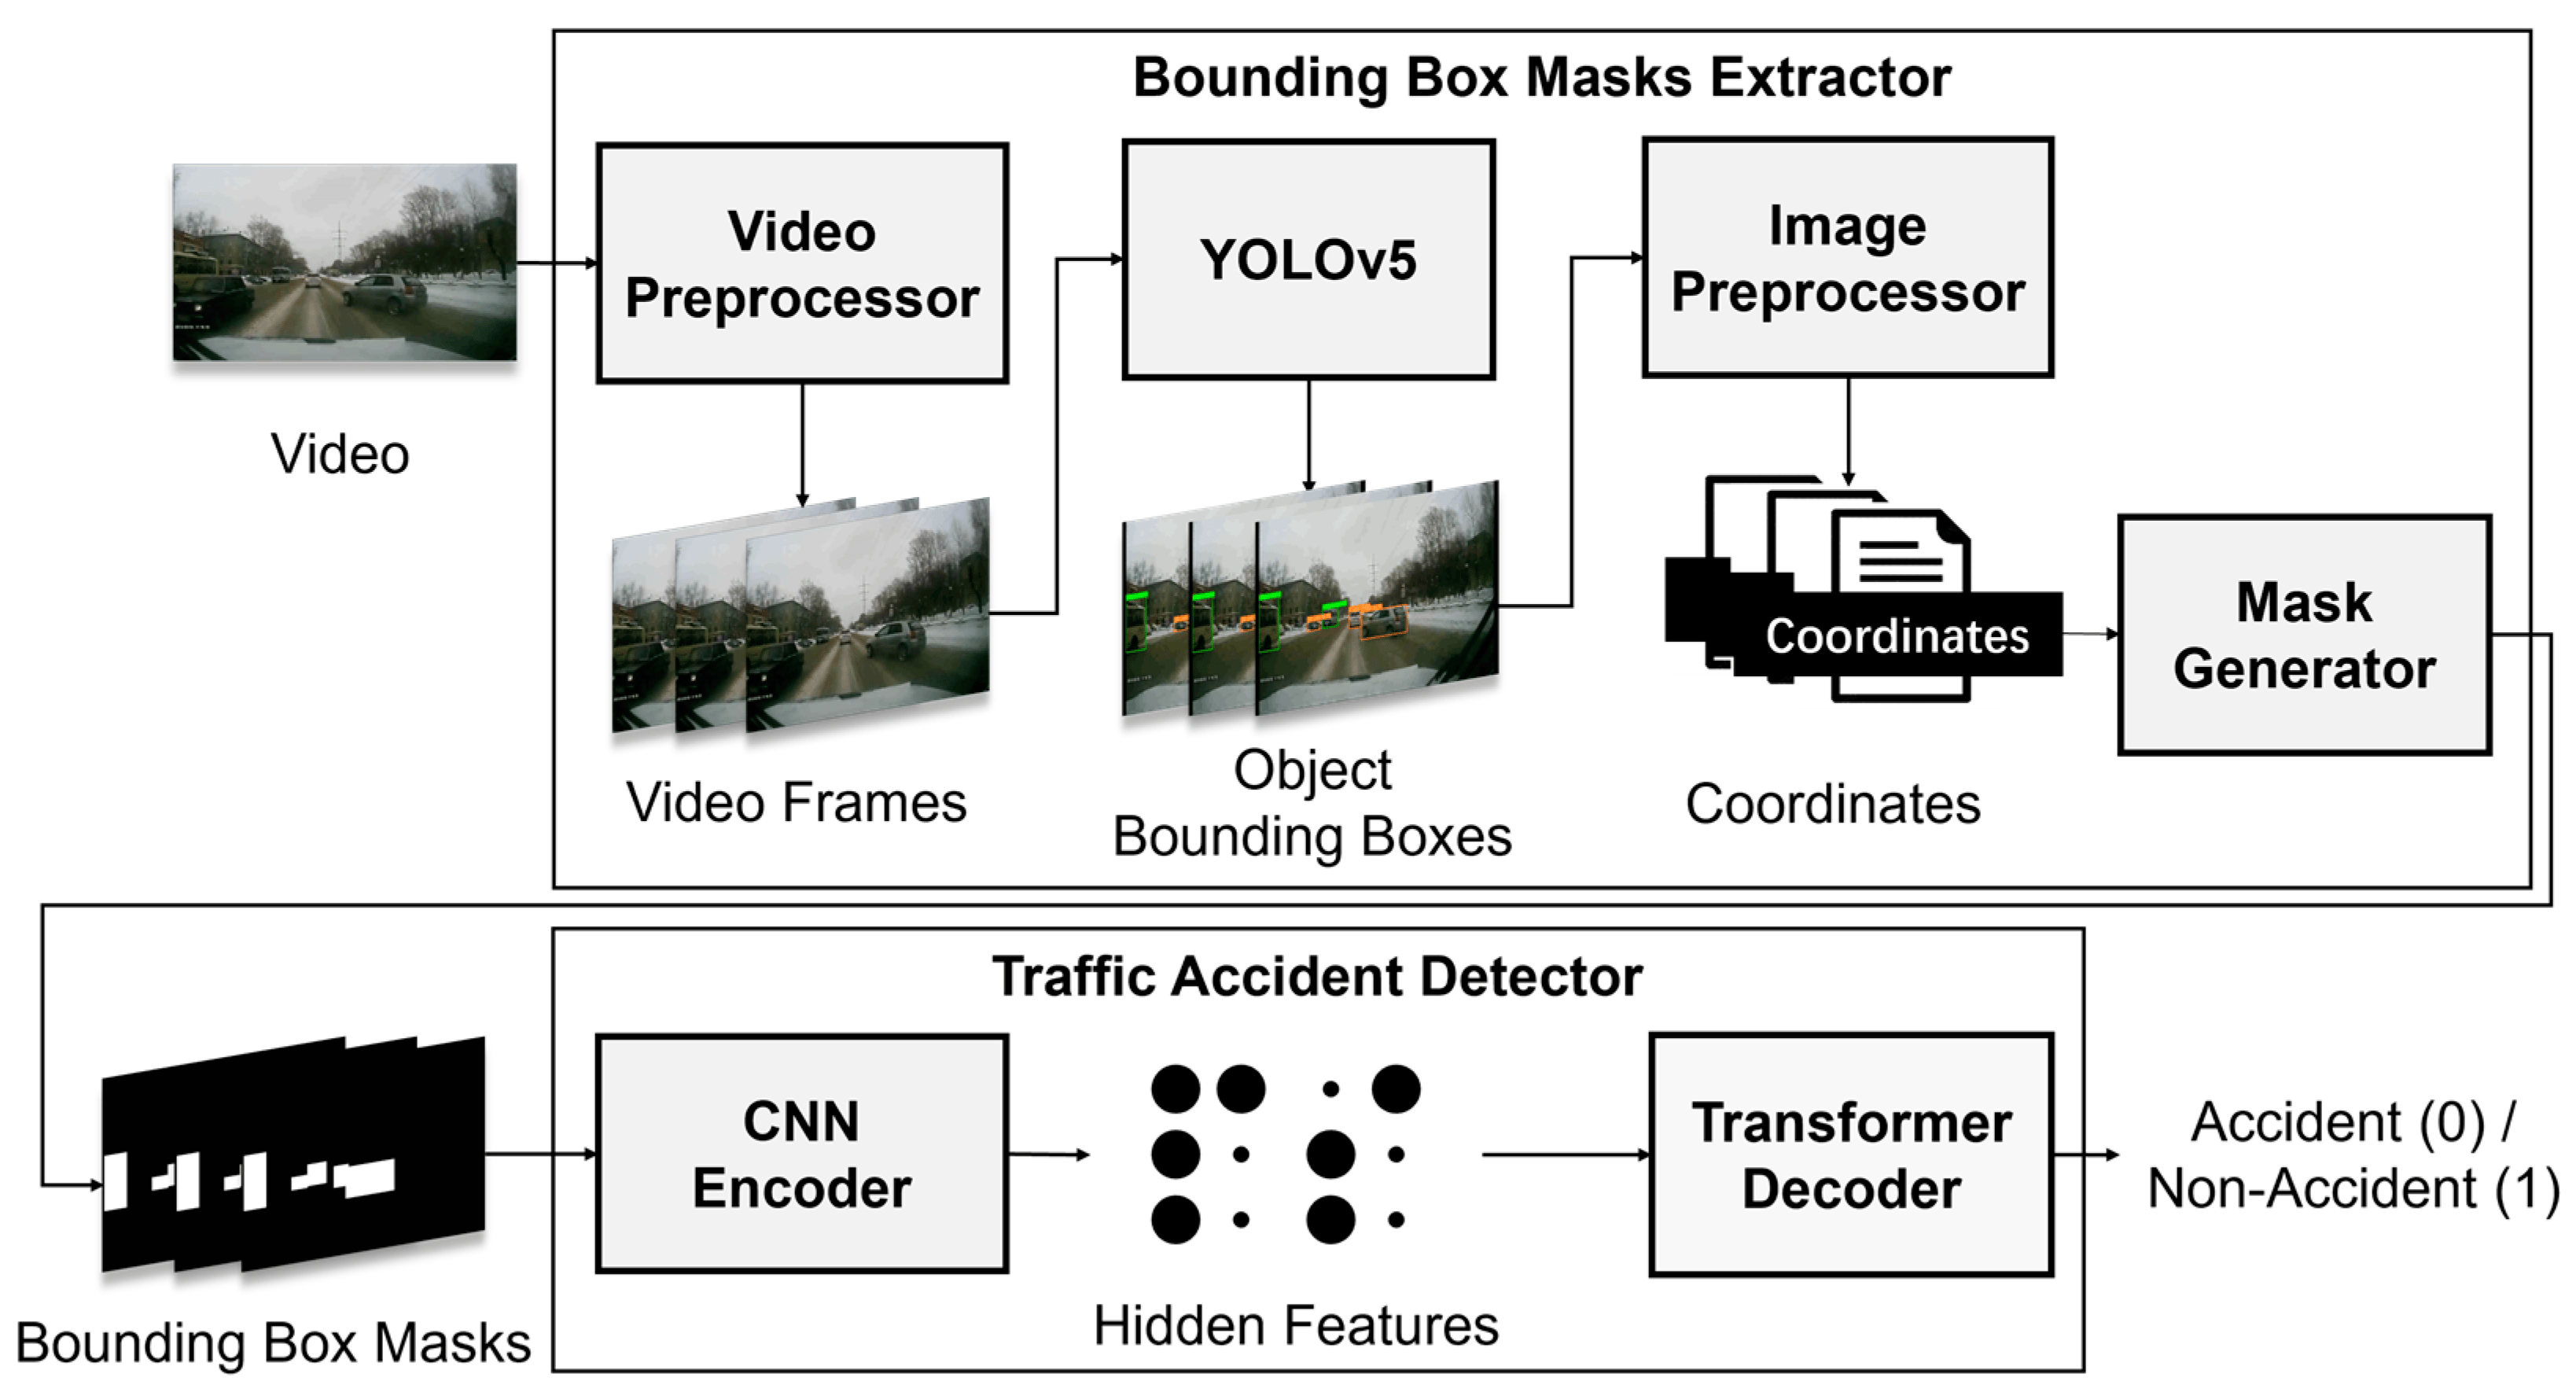 Bounding Box Masks Extractor
Video
Preprocessor
YOLOv5
Image
Preprocessor
Video
Coordinates
Mask
Generator
Video Frames
Object
Bounding Boxes
Coordinates
Traffic Accident Detector
CNN
Encoder
Transformer
Decoder
Accident (0) /
Non-Accident (1)
Hidden Features
Bounding Box Masks